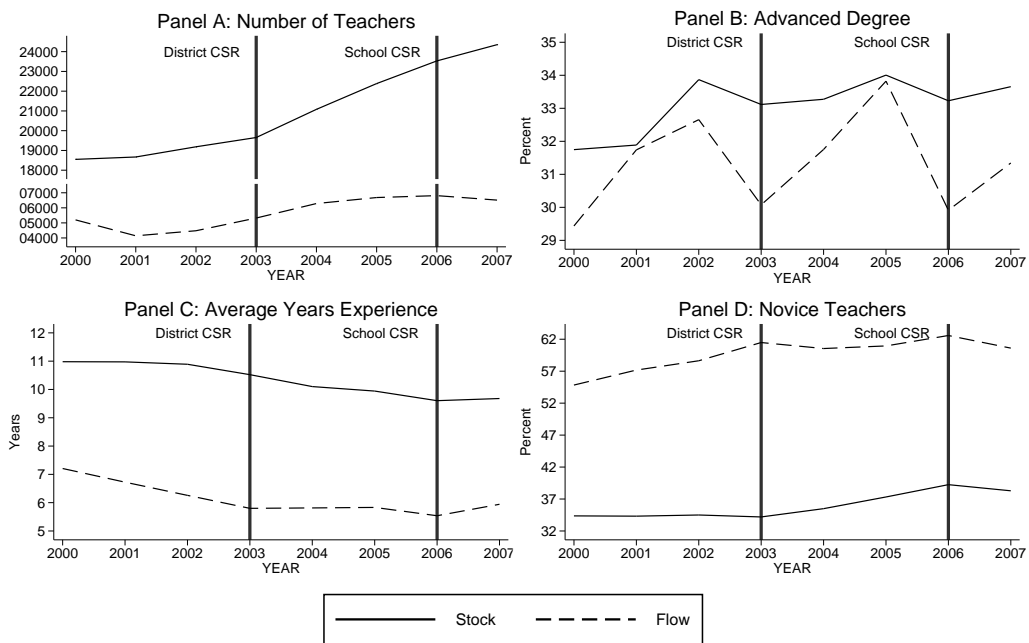 Panel A: Number of Teachers
District CSR
School CSR
24000
23000
22000
21000
20000
19000
18000
07000
06000
05000
04000
2000 2001 2002 2003 2004 2005 2006 2007
YEAR
Panel B: Advanced Degree
District CSR
School CSR
Percent
35
34
33
32
31
30
29
2000 2001 2002 2003 2004 2005 2006 2007
YEAR
Panel C: Average Years Experience
District CSR
School CSR
Years
12
11
10
9
8
7
6
5
2000 2001 2002 2003 2004 2005 2006 2007
YEAR
Panel D: Novice Teachers
District CSR
School CSR
Percent
62
57
52
47
42
37
32
2000 2001 2002 2003 2004 2005 2006 2007
YEAR
Stock
Flow